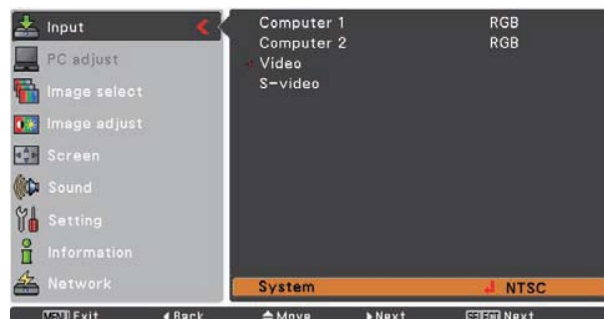 Input
PC adjust
Image select
Image adjust
Screen
Sound
Setting
Information
Network
Computer 1 RGB
Computer 2 RGB
Video
S-video
System NTSC
MENU Exit Back Move Next SELECT Next